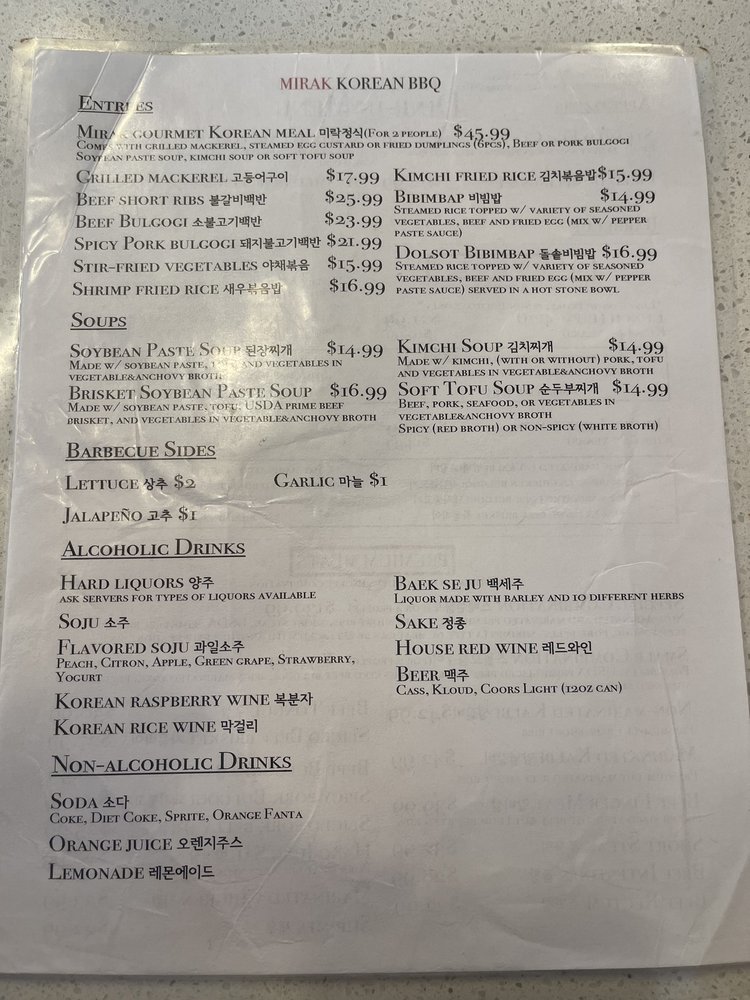 MIRAK KOREAN BBQ
ENTREES
MIRAK GOURMET KOREAN MEAL 미락정식(FOR 2 PEOPLE) $45.99
COMES WITH GRILLED MACKEREL, STEAMED EGG CUSTARD OR FRIED DUMPLINGS (6PCS), BEEF OR PORK BULGOGI
SOYBEAN PASTE SOUP, KIMCHI SOUP OR SOFT TOFU SOUP
GRILLED MACKEREL 고등어구이 $17.99
BEEF SHORT RIBS 불갈비백반 $25.99
BEEF BULGOGI 소불고기백반 $23.99
SPICY PORK BULGOGI 돼지불고기백반 $21.99
STIR-FRIED VEGETABLES 야채볶음 $15.99
SHRIMP FRIED RICE 새우볶음밥 $16.99
KIMCHI FRIED RICE 김치볶음밥 $15.99
BIBIMBAP 비빔밥 $14.99
STEAMED RICE TOPPED W/ VARIETY OF SEASONED
VEGETABLES, BEEF AND FRIED EGG (MIX W/ PEPPER
PASTE SAUCE)
DOLSOT BIBIMBAP 돌솥비빔밥 $16.99
STEAMED RICE TOPPED W/ VARIETY OF SEASONED
VEGETABLES, BEEF AND FRIED EGG (MIX W/ PEPPER
PASTE SAUCE) SERVED IN A HOT STONE BOWL
SOUPS
SOYBEAN PASTE SOUP 된장찌개 $14.99
MADE W/ SOYBEAN PASTE, TOFU, AND VEGETABLES IN
VEGETABLE&ANCHOVY BROTH
BRISKET SOYBEAN PASTE SOUP $16.99
MADE W/ SOYBEAN PASTE, TOFU, USDA PRIME BEEF
BRISKET, AND VEGETABLES IN VEGETABLE&ANCHOVY BROTH
KIMCHI SOUP 김치찌개 $14.99
MADE W/ KIMCHI, (WITH OR WITHOUT) PORK, TOFU
AND VEGETABLES IN VEGETABLE&ANCHOVY BROTH
SOFT TOFU SOUP 순두부찌개 $14.99
BEEF, PORK, SEAFOOD, OR VEGETABLES IN
VEGETABLE&ANCHOVY BROTH
SPICY (RED BROTH) OR NON-SPICY (WHITE BROTH)
BARBECUE SIDES
LETTUCE 상추 $2
GARLIC 마늘 $1
JALAPEÑO 고추 $1
ALCOHOLIC DRINKS
HARD LIQUORS 양주
ASK SERVERS FOR TYPES OF LIQUORS AVAILABLE
SOJU 소주
FLAVORED SOJU 과일소주
PEACH, CITRON, APPLE, GREEN GRAPE, STRAWBERRY,
YOGURT
KOREAN RASPBERRY WINE 복분자
KOREAN RICE WINE 막걸리
BAEK SE JU 백세주
LIQUOR MADE WITH BARLEY AND 10 DIFFERENT HERBS
SAKE 정종
HOUSE RED WINE 레드와인
BEER 맥주
CASS, KLOUD, COORS LIGHT (12OZ CAN)
NON-ALCOHOLIC DRINKS
SODA 소다
COKE, DIET COKE, SPRITE, ORANGE FANTA
ORANGE JUICE 오렌지주스
LEMONADE 레몬에이드